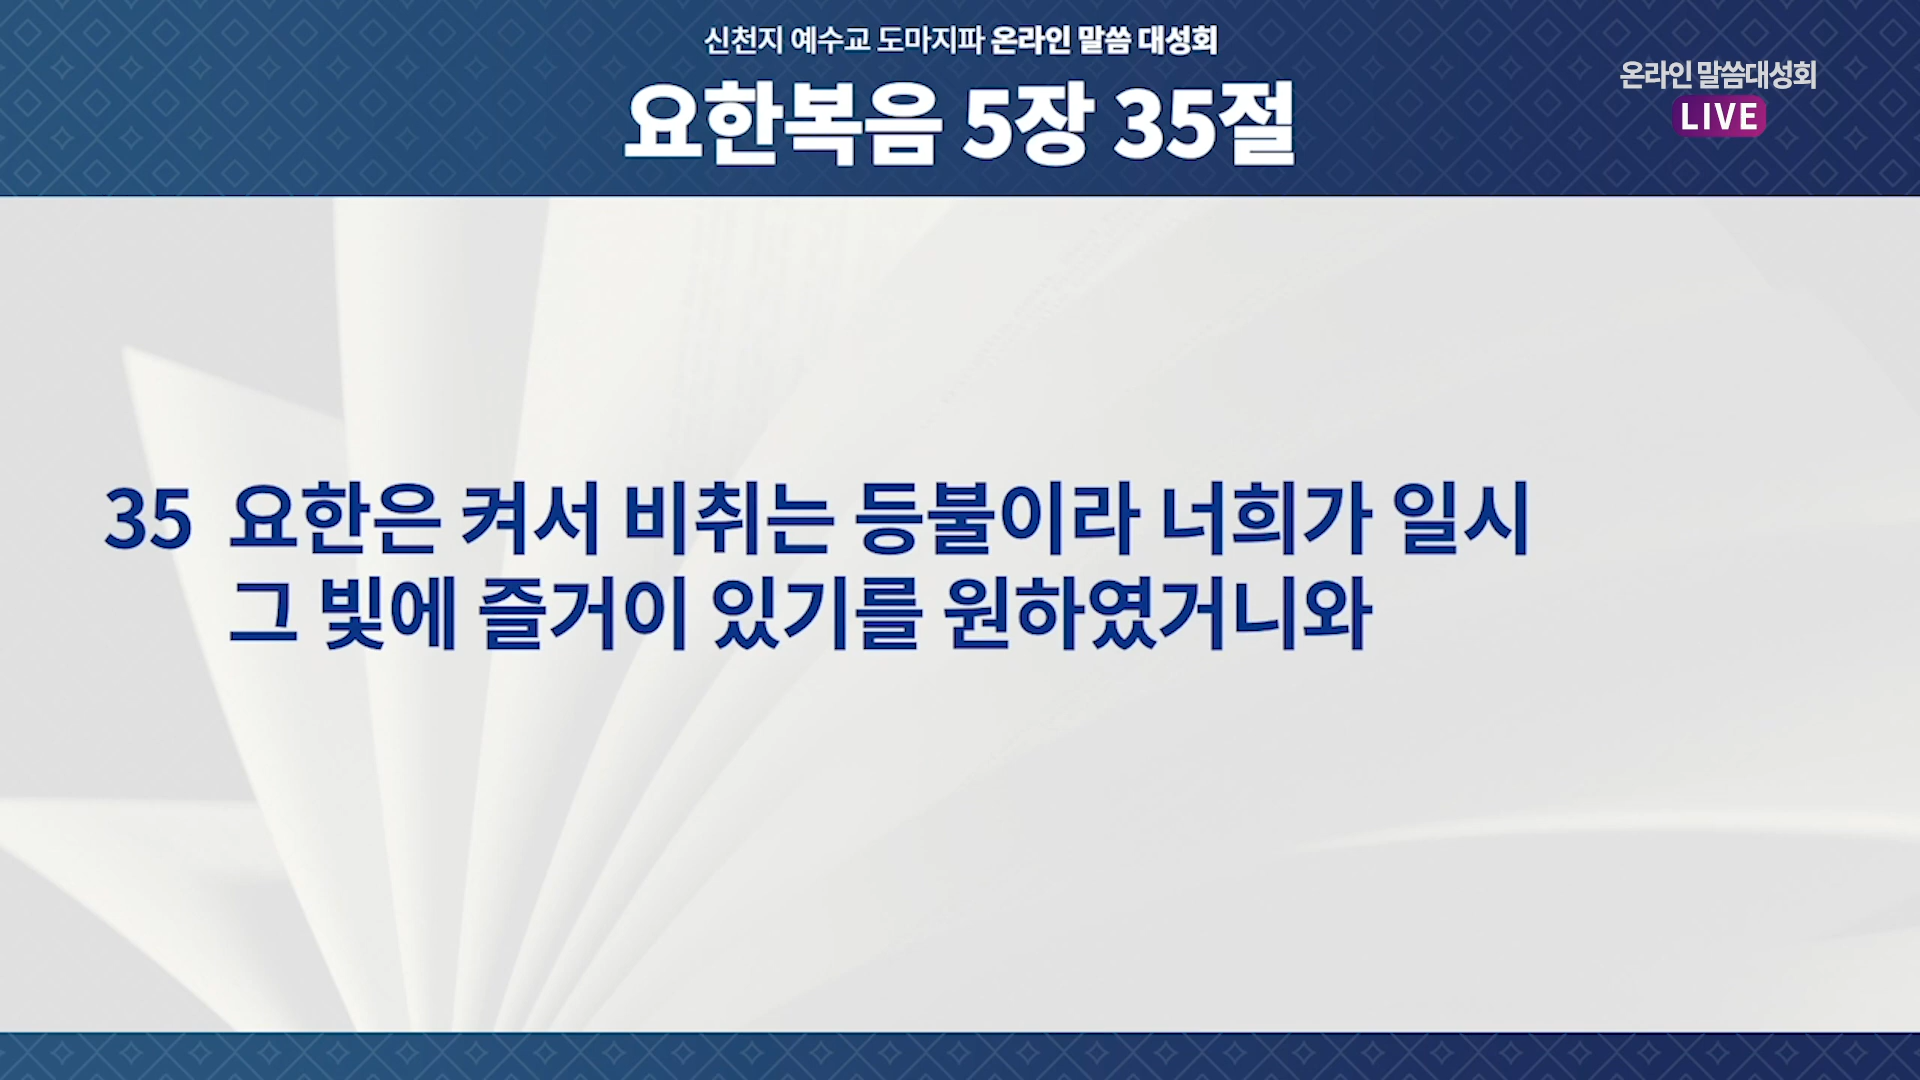 신천지 예수교 도마지파 온라인 말씀 대성회
요한복음 5장 35절
온라인 말씀대성회
LIVE
35 요한은 켜서 비취는 등불이라 너희가 일시
그 빛에 즐거이 있기를 원하였거니와